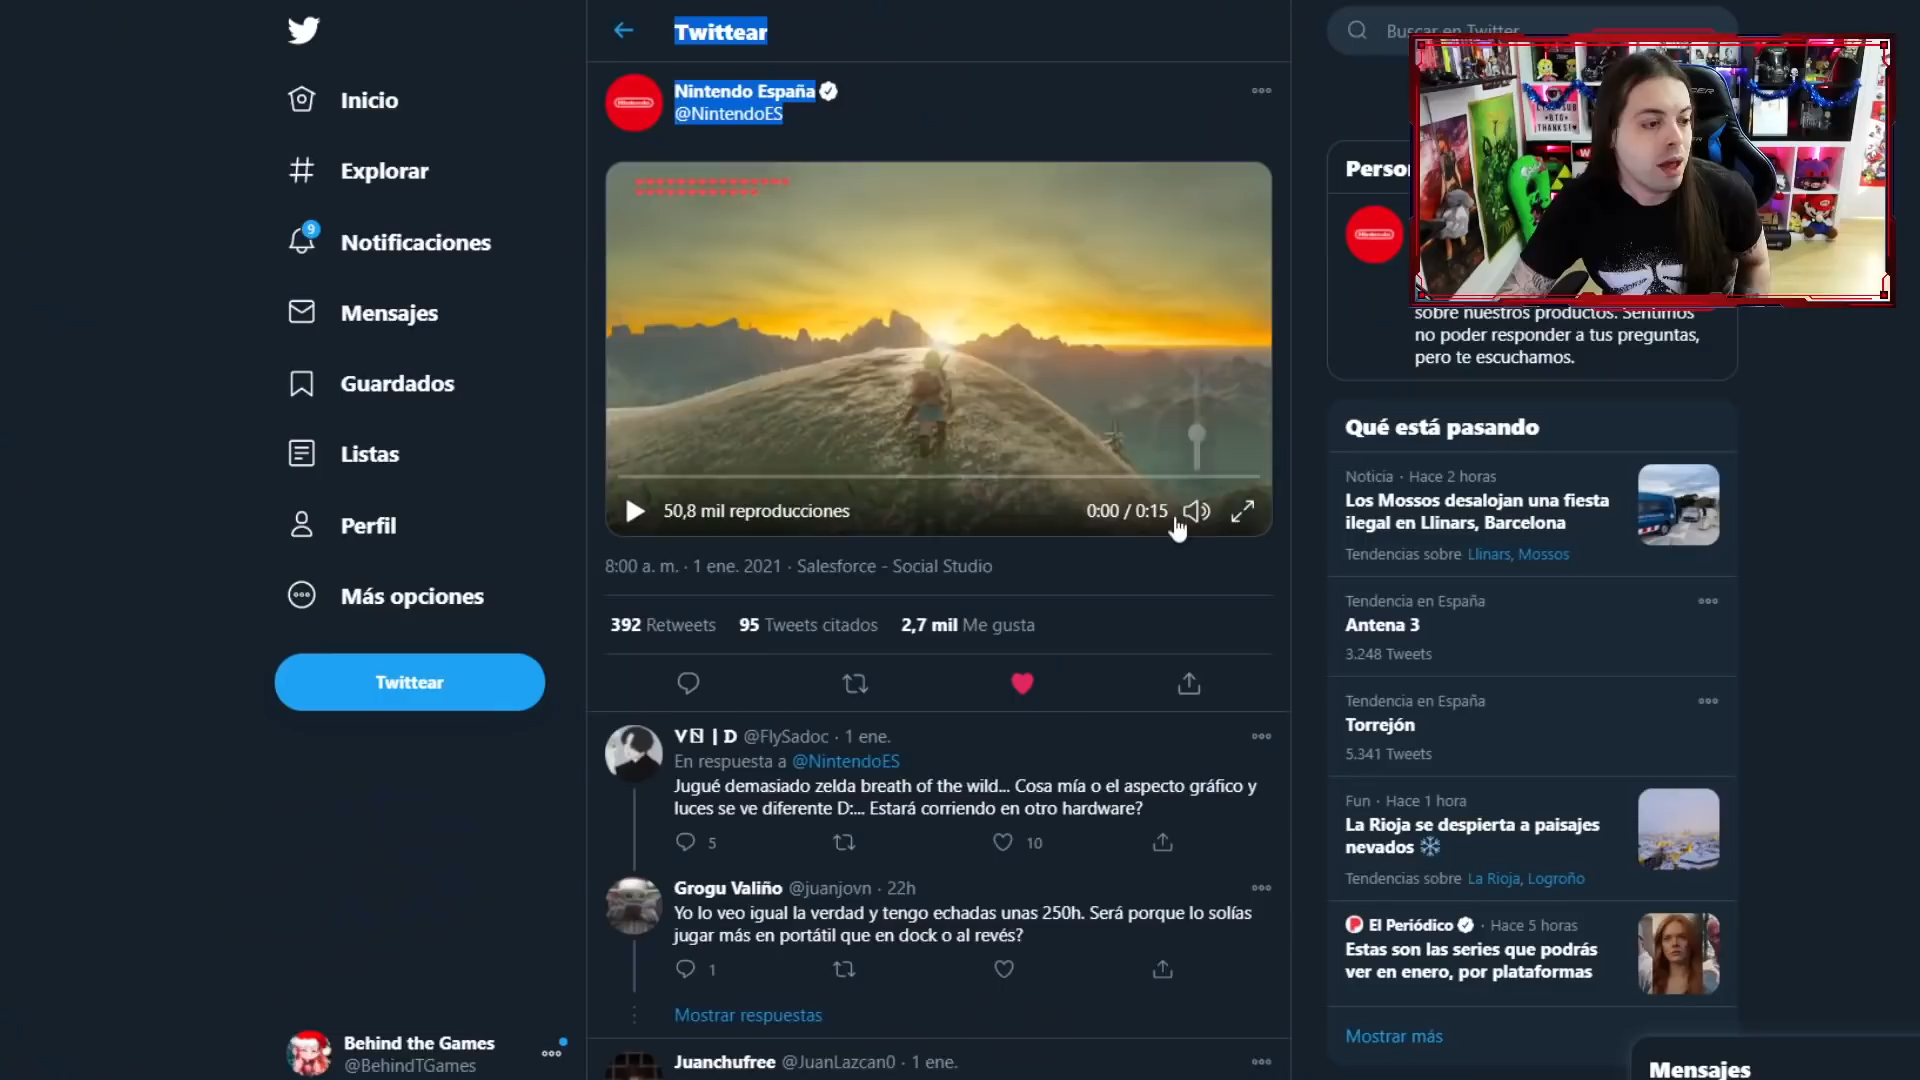 Inicio
Explorar
9
Notificaciones
Mensajes
Guardados
Listas
Perfil
Más opciones
Twittear
Behind the Games
@BehindTGames
Twittear
Nintendo España
@NintendoES
Nintendo
50,8 mil reproducciones
0:00 / 0:15
8:00 a. m. · 1 ene. 2021 · Salesforce - Social Studio
392 Retweets 95 Tweets citados 2,7 mil Me gusta
@FlySadoc · 1 ene.
En respuesta a @NintendoES
Jugué demasiado zelda breath of the wild... Cosa mía o el aspecto gráfico y
luces se ve diferente D:... Estará corriendo en otro hardware?
5
10
Grogu Valiño @juanjovn · 22h
Yo lo veo igual la verdad y tengo echadas unas 250h. Será porque lo solías
jugar más en portátil que en dock o al revés?
1
Mostrar respuestas
Juanchufree @JuanLazcan0 · 1 ene.
Buscar en Twitter
Nintendo
sobre nuestros productos. Sentimos
no poder responder a tus preguntas,
pero te escuchamos.
Qué está pasando
Noticia · Hace 2 horas
Los Mossos desalojan una fiesta
ilegal en Llinars, Barcelona
Tendencias sobre Llinars, Mossos
Tendencia en España
Antena 3
3.248 Tweets
Tendencia en España
Torrejón
5.341 Tweets
Fun · Hace 1 hora
La Rioja se despierta a paisajes
nevados
Tendencias sobre La Rioja, Logroño
El Periódico · Hace 5 horas
Estas son las series que podrás
ver en enero, por plataformas
Mostrar más
Mensajes